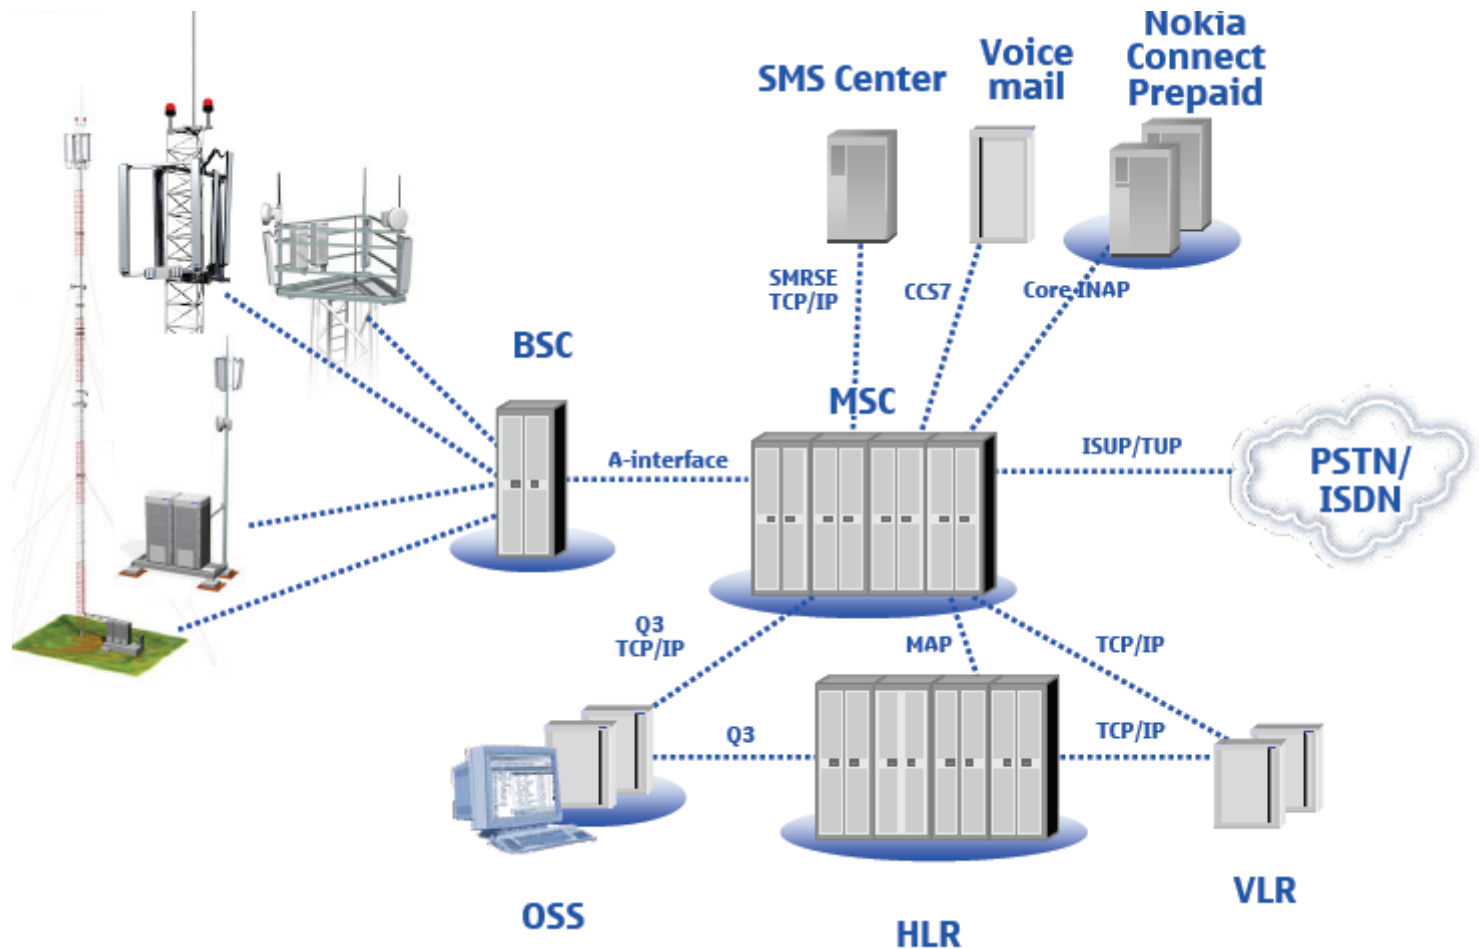 Nokia
Connect
Prepaid
Voice
mail
SMS Center
SMRSE
TCP/IP
CCS7
Core INAP
BSC
MSC
A-interface
ISUP/TUP
PSTN/
ISDN
Q3
TCP/IP
MAP
TCP/IP
Q3
TCP/IP
OSS
HLR
VLR